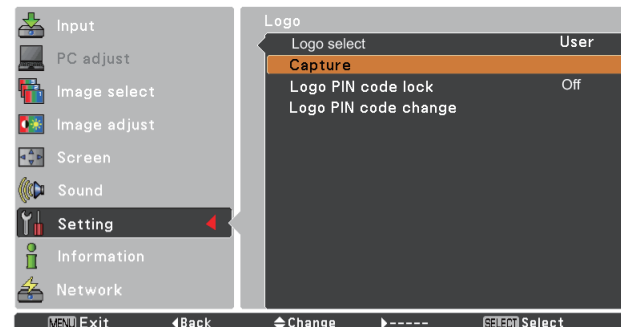 Input
PC adjust
Image select
Image adjust
Screen
Sound
Setting
Information
Network
Logo
Logo select User
Capture
Logo PIN code lock Off
Logo PIN code change
MENU Exit Back Change ----- SELECT Select